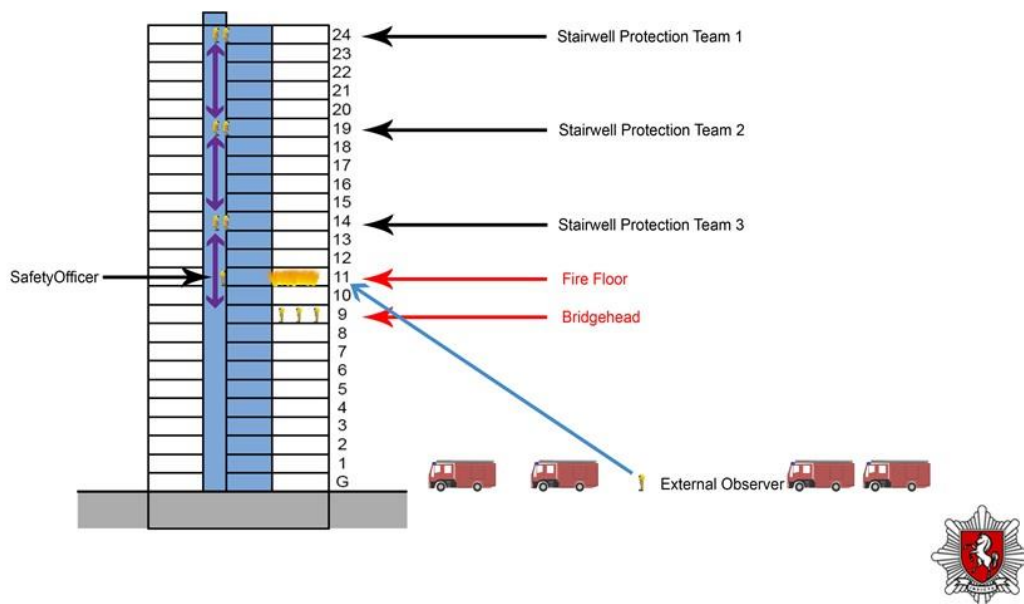 24
Stairwell Protection Team 1
23
22
21
20
19
Stairwell Protection Team 2
18
17
16
15
14
Stairwell Protection Team 3
13
12
SafetyOfficer
11
Fire Floor
10
9
Bridgehead
8
7
6
5
4
3
2
1
G
External Observer
INVICTA